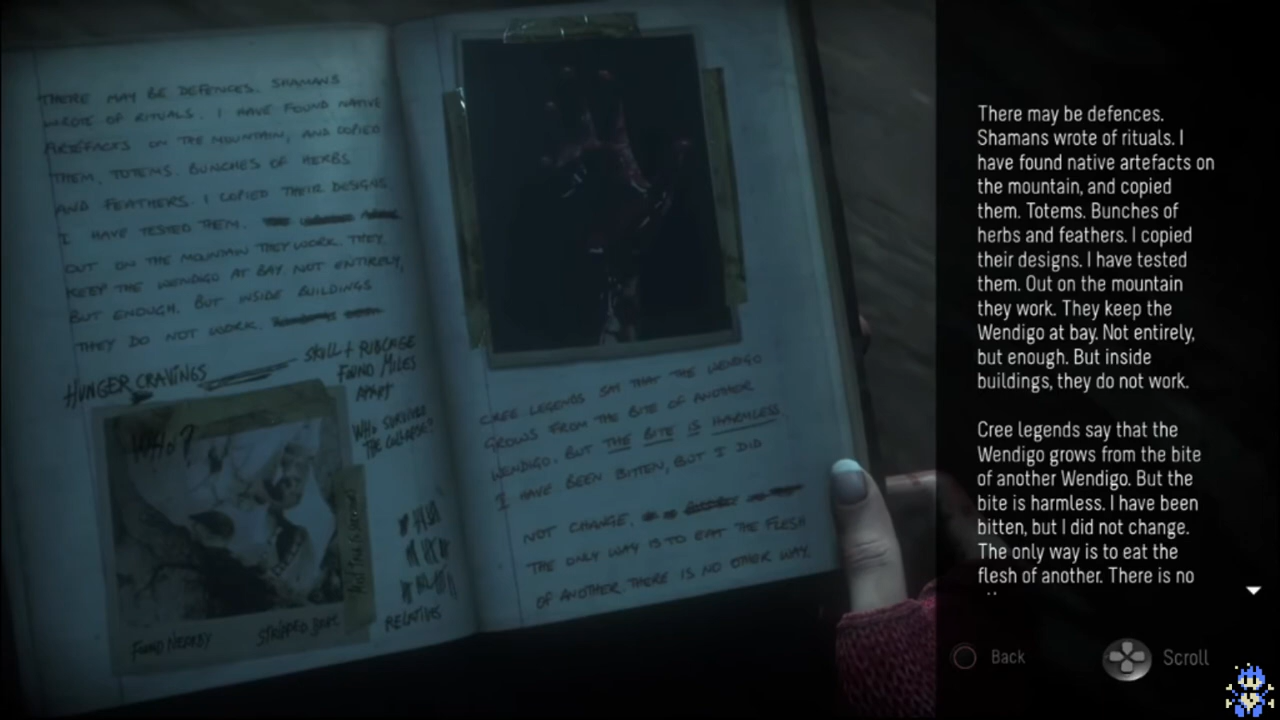 THERE MAY BE DEFENCES. SHAMANS
WROTE OF RITUALS. I HAVE FOUND NATIVE
ARTEFACTS ON THE MOUNTAIN, AND COPIED
THEM. TOTEMS. BUNCHES OF HERBS
AND FEATHERS. I COPIED THEIR DESIGNS.
I HAVE TESTED THEM.
OUT ON THE MOUNTAIN THEY WORK. THEY
KEEP THE WENDIGO AT BAY. NOT ENTIRELY,
BUT ENOUGH. BUT INSIDE BUILDINGS
THEY DO NOT WORK.
HUNGER CRAVINGS
SKULL + RIBCAGE
FOUND MILES
APART
WHO SURVIVED
THE COLLAPSE?
WHO?
FOUND NEARBY
STRIPPED BARE
RELATIVES
CREE LEGENDS SAY THAT THE WENDIGO
GROWS FROM THE BITE OF ANOTHER
WENDIGO. BUT THE BITE IS HARMLESS
I HAVE BEEN BITTEN, BUT I DID
NOT CHANGE.
THE ONLY WAY IS TO EAT THE FLESH
OF ANOTHER. THERE IS NO OTHER WAY.
There may be defences.
Shamans wrote of rituals. I
have found native artefacts on
the mountain, and copied
them. Totems. Bunches of
herbs and feathers. I copied
their designs. I have tested
them. Out on the mountain
they work. They keep the
Wendigo at bay. Not entirely,
but enough. But inside
buildings, they do not work.
Cree legends say that the
Wendigo grows from the bite
of another Wendigo. But the
bite is harmless. I have been
bitten, but I did not change.
The only way is to eat the
flesh of another. There is no
Back
Scroll